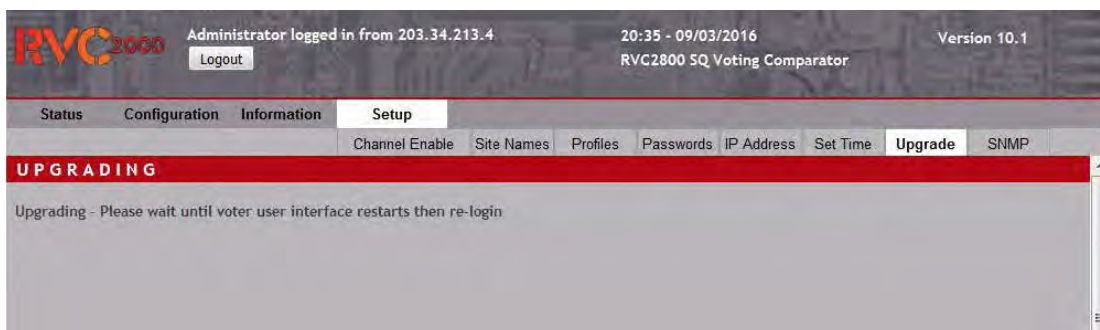 RVC2000
Administrator logged in from 203.34.213.4
Logout
20:35 - 09/03/2016
RVC2800 SQ Voting Comparator
Version 10.1
Status Configuration Information Setup
Channel Enable Site Names Profiles Passwords IP Address Set Time Upgrade SNMP
UPGRADING
Upgrading - Please wait until voter user interface restarts then re-login